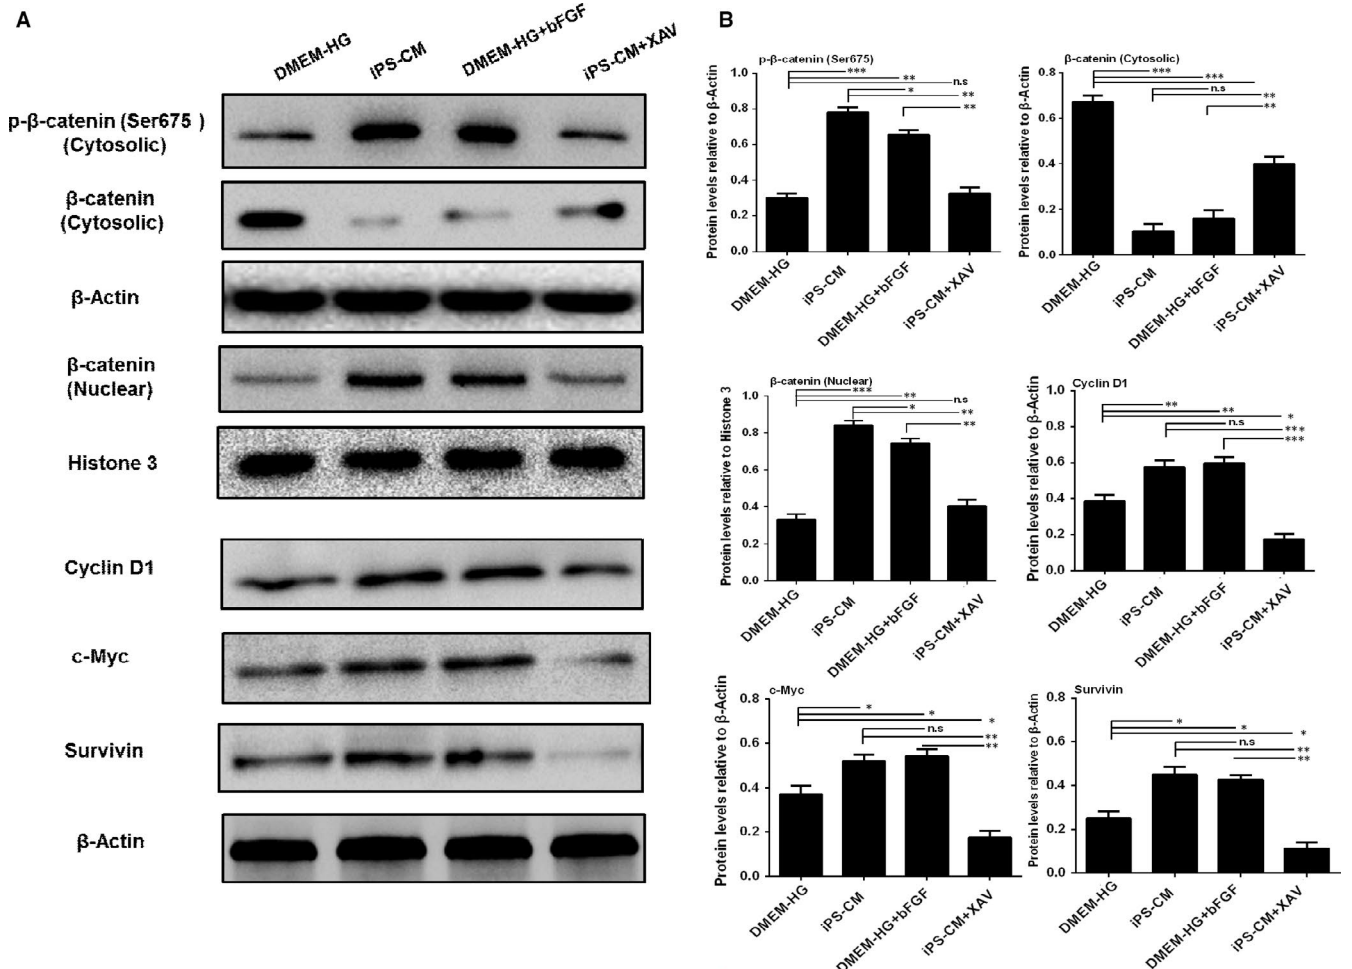 A
DMEM-HG
iPS-CM
DMEM-HG+bFGF
iPS-CM+XAV
p-β-catenin (Ser675 )
(Cytosolic)
β-catenin
(Cytosolic)
β-Actin
β-catenin
(Nuclear)
Histone 3
Cyclin D1
c-Myc
Survivin
β-Actin
B
p-β-catenin (Ser675)
Protein levels relative to β-Actin
1.0
0.8
0.6
0.4
0.2
0.0
***
**
n.s
*
**
**
DMEM-HG
iPS-CM
DMEM-HG+bFGF
iPS-CM+XAV
β-catenin (Cytosolic)
Protein levels relative to β-Actin
0.8
0.6
0.4
0.2
0.0
***
***
**
n.s
**
DMEM-HG
iPS-CM
DMEM-HG+bFGF
iPS-CM+XAV
β-catenin (Nuclear)
Protein levels relative to Histone 3
1.0
0.8
0.6
0.4
0.2
0.0
***
**
n.s
*
**
**
DMEM-HG
iPS-CM
DMEM-HG+bFGF
iPS-CM+XAV
Cyclin D1
Protein levels relative to β-Actin
1.0
0.8
0.6
0.4
0.2
0.0
**
**
*
n.s
***
***
DMEM-HG
iPS-CM
DMEM-HG+bFGF
iPS-CM+XAV
c-Myc
Protein levels relative to β-Actin
0.8
0.6
0.4
0.2
0.0
*
*
*
n.s
**
**
DMEM-HG
iPS-CM
DMEM-HG+bFGF
iPS-CM+XAV
Survivin
Protein levels relative to β-Actin
0.8
0.6
0.4
0.2
0.0
*
*
*
n.s
**
**
DMEM-HG
iPS-CM
DMEM-HG+bFGF
iPS-CM+XAV